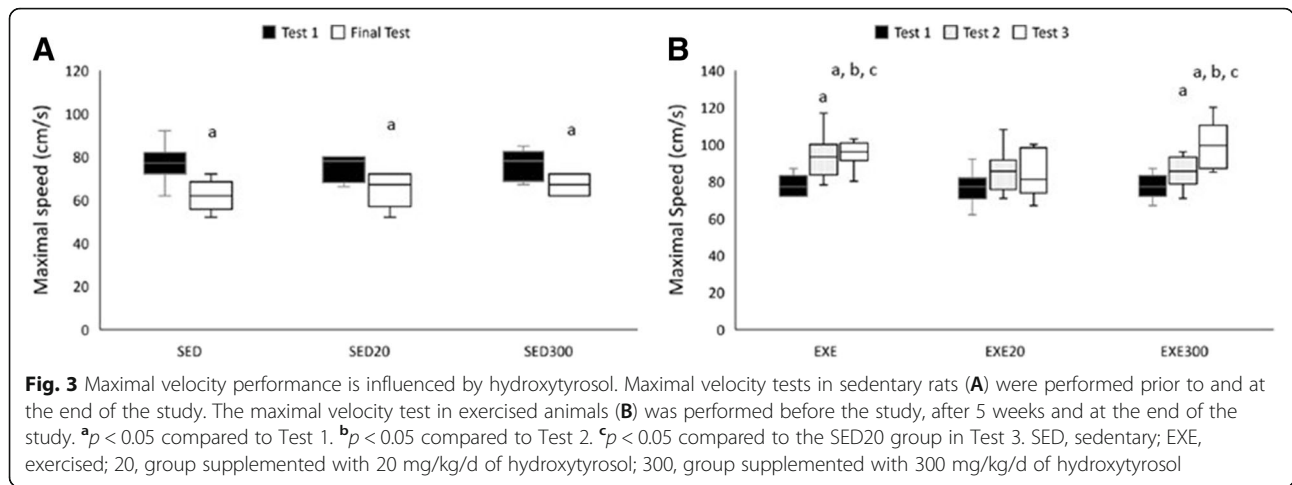 ■ Test 1 □ Final Test
A
Maximal speed (cm/s)
120
100
80
60
40
20
0
a
a
a
SED
SED20
SED300
■ Test 1 □ Test 2 □ Test 3
B
Maximal Speed (cm/s)
140
120
100
80
60
40
20
0
a, b, c
a
a, b, c
a
EXE
EXE20
EXE300
Fig. 3 Maximal velocity performance is influenced by hydroxytyrosol. Maximal velocity tests in sedentary rats (A) were performed prior to and at
the end of the study. The maximal velocity test in exercised animals (B) was performed before the study, after 5 weeks and at the end of the
study. ᵃp < 0.05 compared to Test 1. ᵇp < 0.05 compared to Test 2. ᶜp < 0.05 compared to the SED20 group in Test 3. SED, sedentary; EXE,
exercised; 20, group supplemented with 20 mg/kg/d of hydroxytyrosol; 300, group supplemented with 300 mg/kg/d of hydroxytyrosol